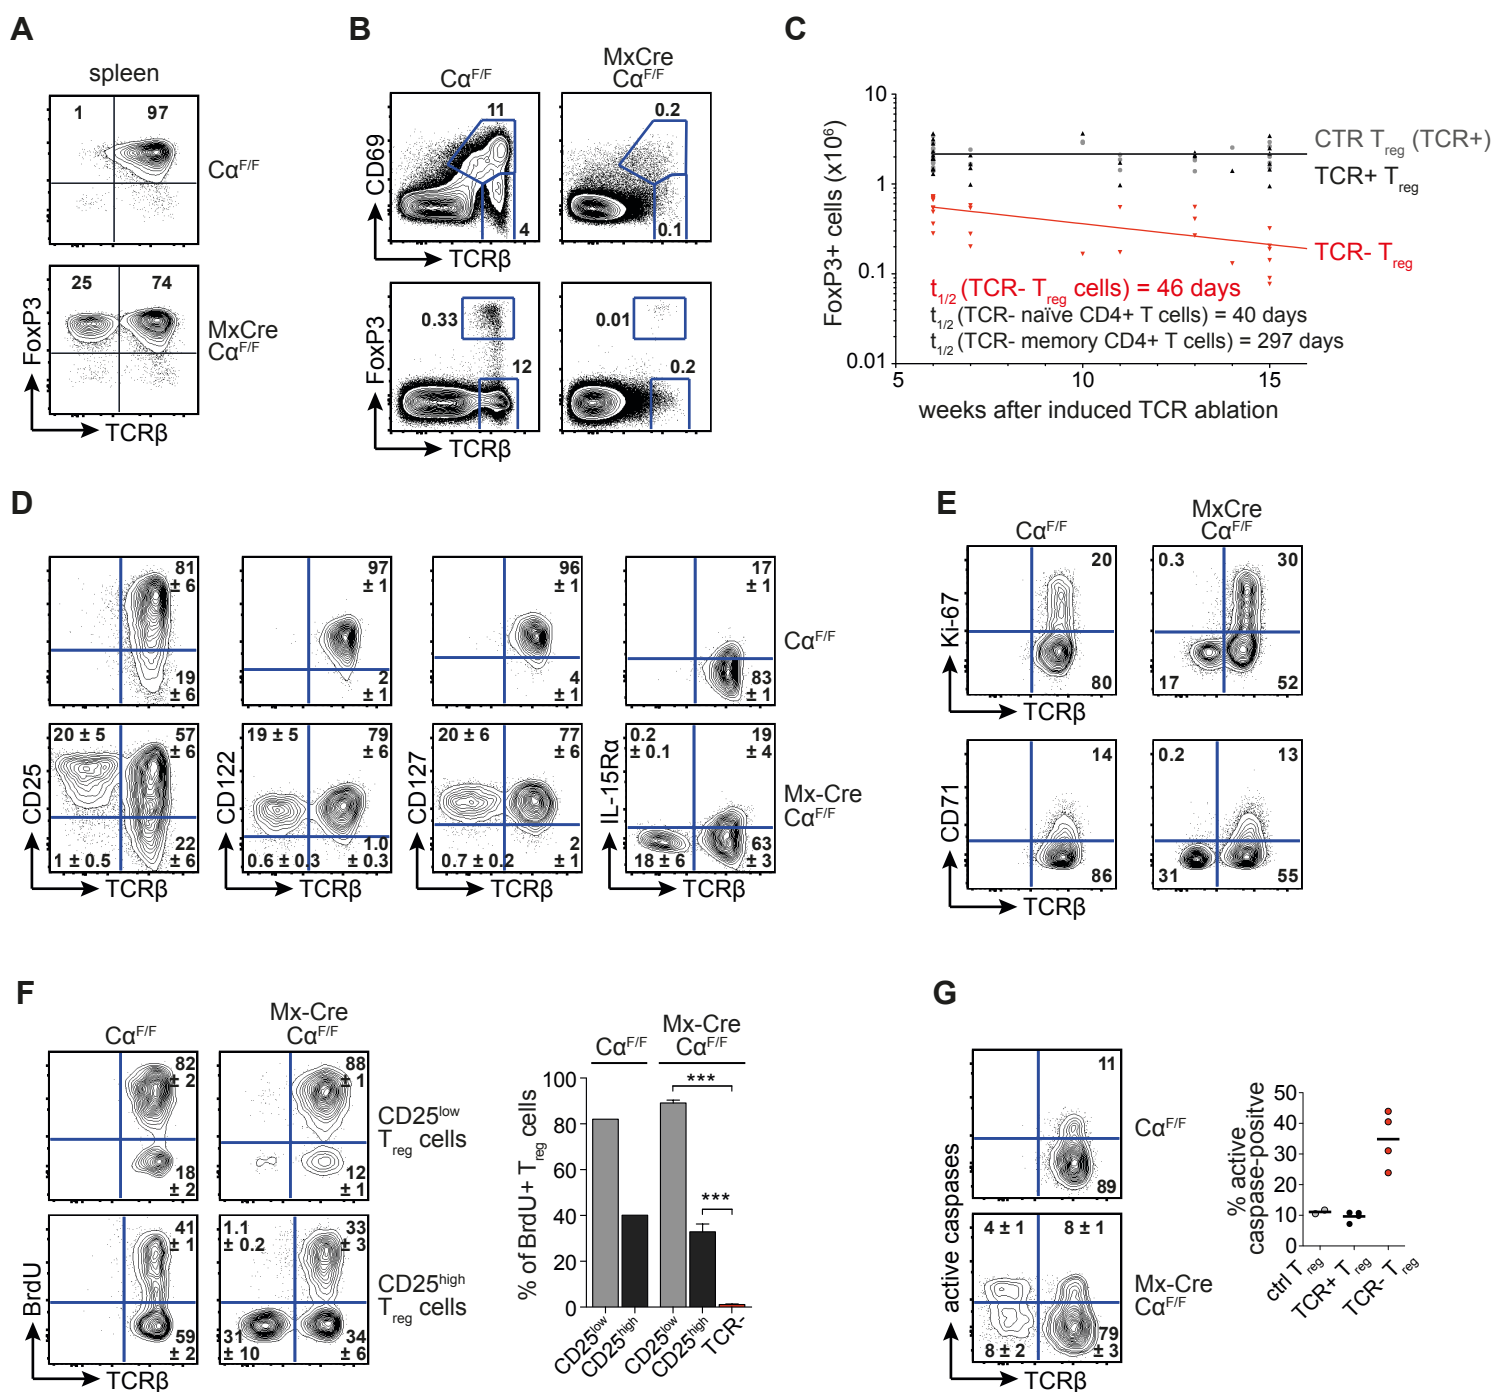 A
spleen
1
97
CαF/F
25
74
MxCre
CαF/F
FoxP3
TCRβ
B
CαF/F
MxCre
CαF/F
11
4
0.2
0.1
CD69
TCRβ
0.33
12
0.01
0.2
FoxP3
TCRβ
C
10
1
0.1
0.01
FoxP3+ cells (x10⁶)
CTR Treg (TCR+)
TCR+ Treg
TCR- Treg
t1/2 (TCR- Treg cells) = 46 days
t1/2 (TCR- naïve CD4+ T cells) = 40 days
t1/2 (TCR- memory CD4+ T cells) = 297 days
5
10
15
weeks after induced TCR ablation
D
81
± 6
19
± 6
97
± 1
2
± 1
96
± 1
4
± 1
17
± 1
83
± 1
CαF/F
20 ± 5
57
± 6
1 ± 0.5
22
± 6
CD25
TCRβ
19 ± 5
79
± 6
0.6 ± 0.3
1.0
± 0.3
CD122
TCRβ
20 ± 6
77
± 6
0.7 ± 0.2
2
± 1
CD127
TCRβ
0.2
± 0.1
19
± 4
18 ± 6
63
± 3
IL-15Rα
TCRβ
Mx-Cre
CαF/F
E
CαF/F
MxCre
CαF/F
20
80
0.3
30
17
52
Ki-67
TCRβ
14
86
0.2
13
31
55
CD71
TCRβ
F
CαF/F
Mx-Cre
CαF/F
82
± 2
18
± 2
88
± 1
12
± 1
CD25low
Treg cells
41
± 1
59
± 2
1.1
± 0.2
33
± 3
31
± 10
34
± 6
CD25high
Treg cells
BrdU
TCRβ
CαF/F
Mx-Cre
CαF/F
***
***
100
80
60
40
20
0
% of BrdU+ Treg cells
CD25low
CD25high
CD25low
CD25high
TCR-
G
11
89
CαF/F
4 ± 1
8 ± 1
8 ± 2
79
± 3
Mx-Cre
CαF/F
active caspases
TCRβ
50
40
30
20
10
0
% active
caspase-positve
ctrl Treg
TCR+ Treg
TCR- Treg